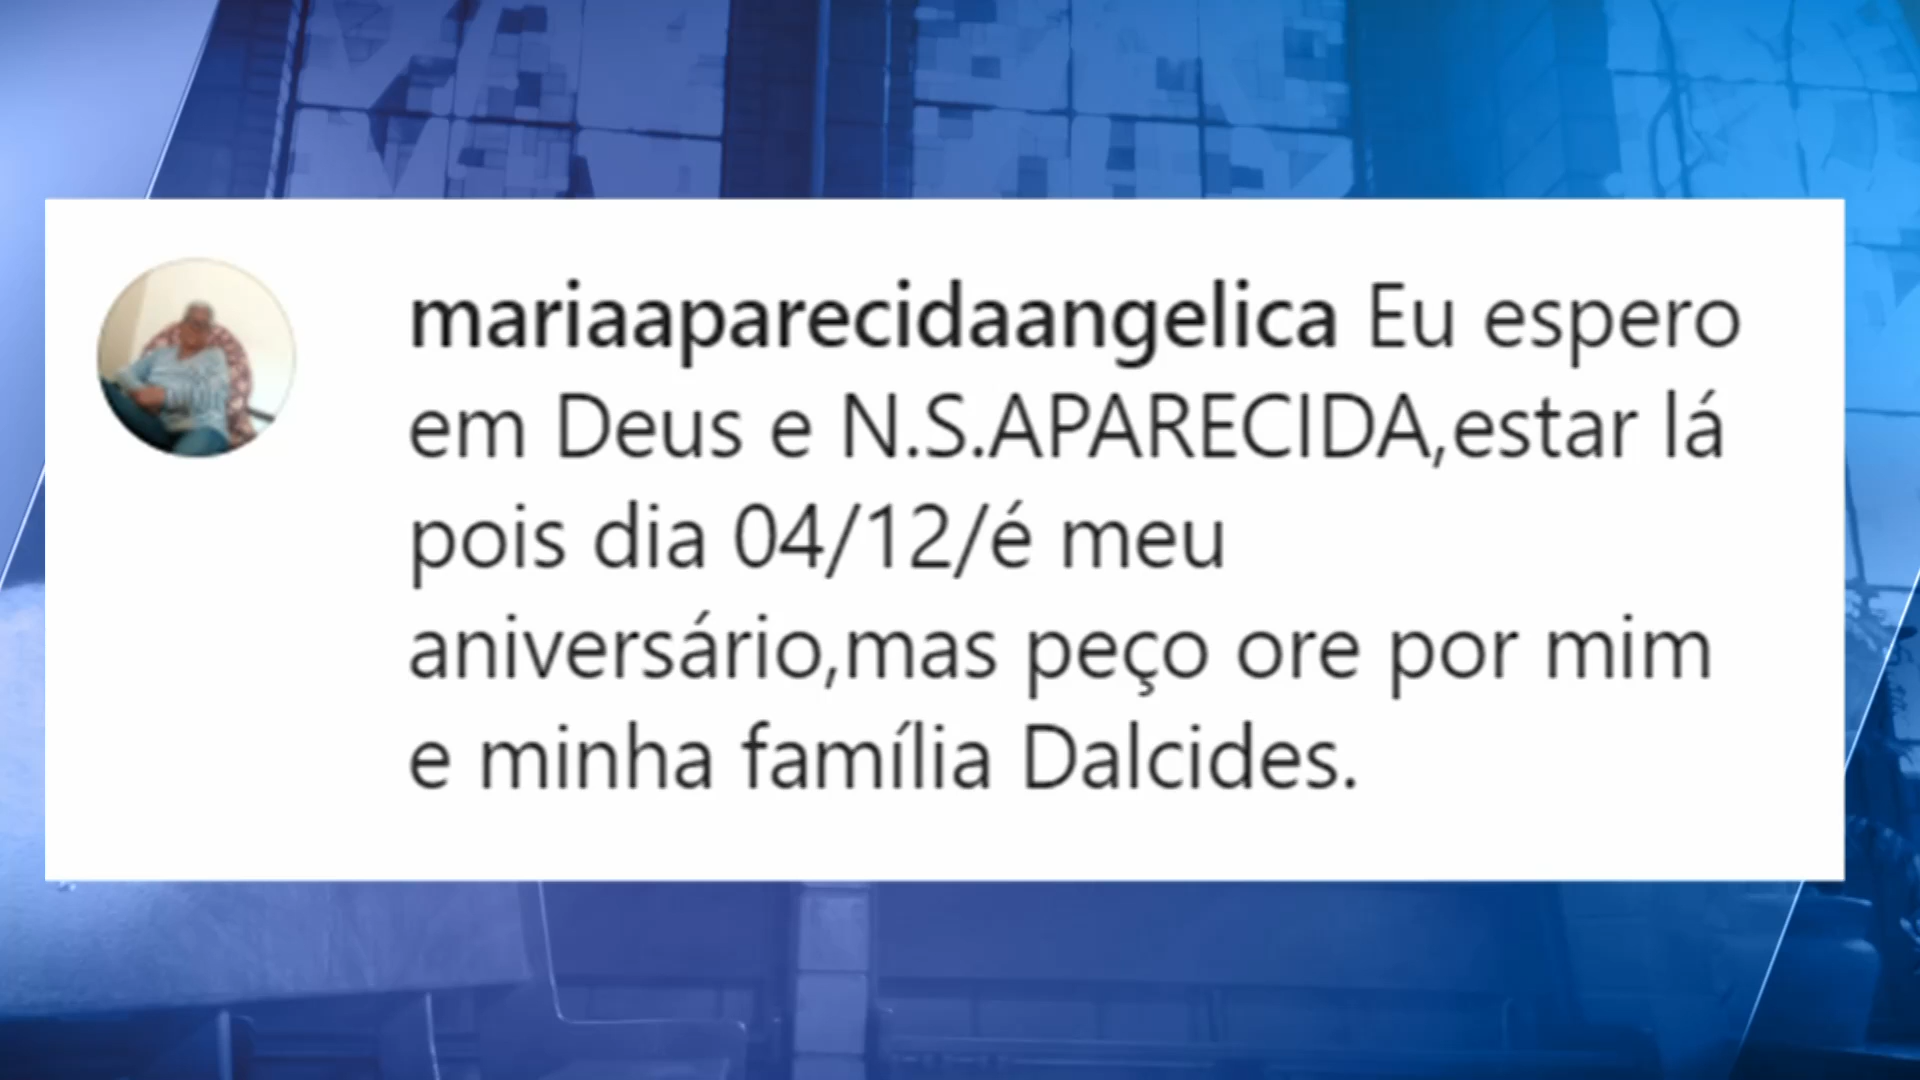 mariaaparecidaangelica Eu espero
em Deus e N.S.APARECIDA,estar lá
pois dia 04/12/é meu
aniversário,mas peço ore por mim
e minha família Dalcides.